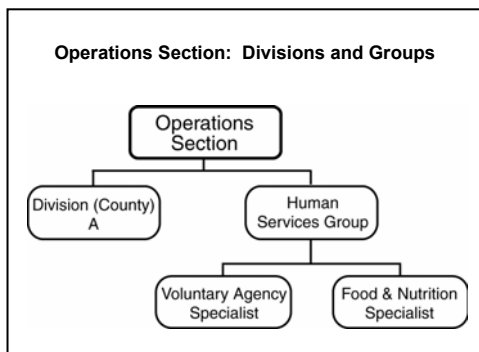 Operations Section:  Divisions and Groups
Operations
Section
Division (County)
A
Human
Services Group
Voluntary Agency
Specialist
Food & Nutrition
Specialist